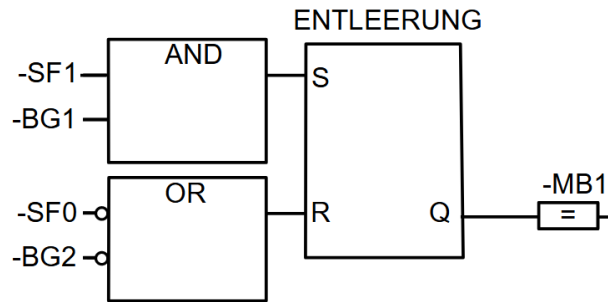 ENTLEERUNG
AND
-SF1
-BG1
S
OR
-SF0
-BG2
R
Q
-MB1
=